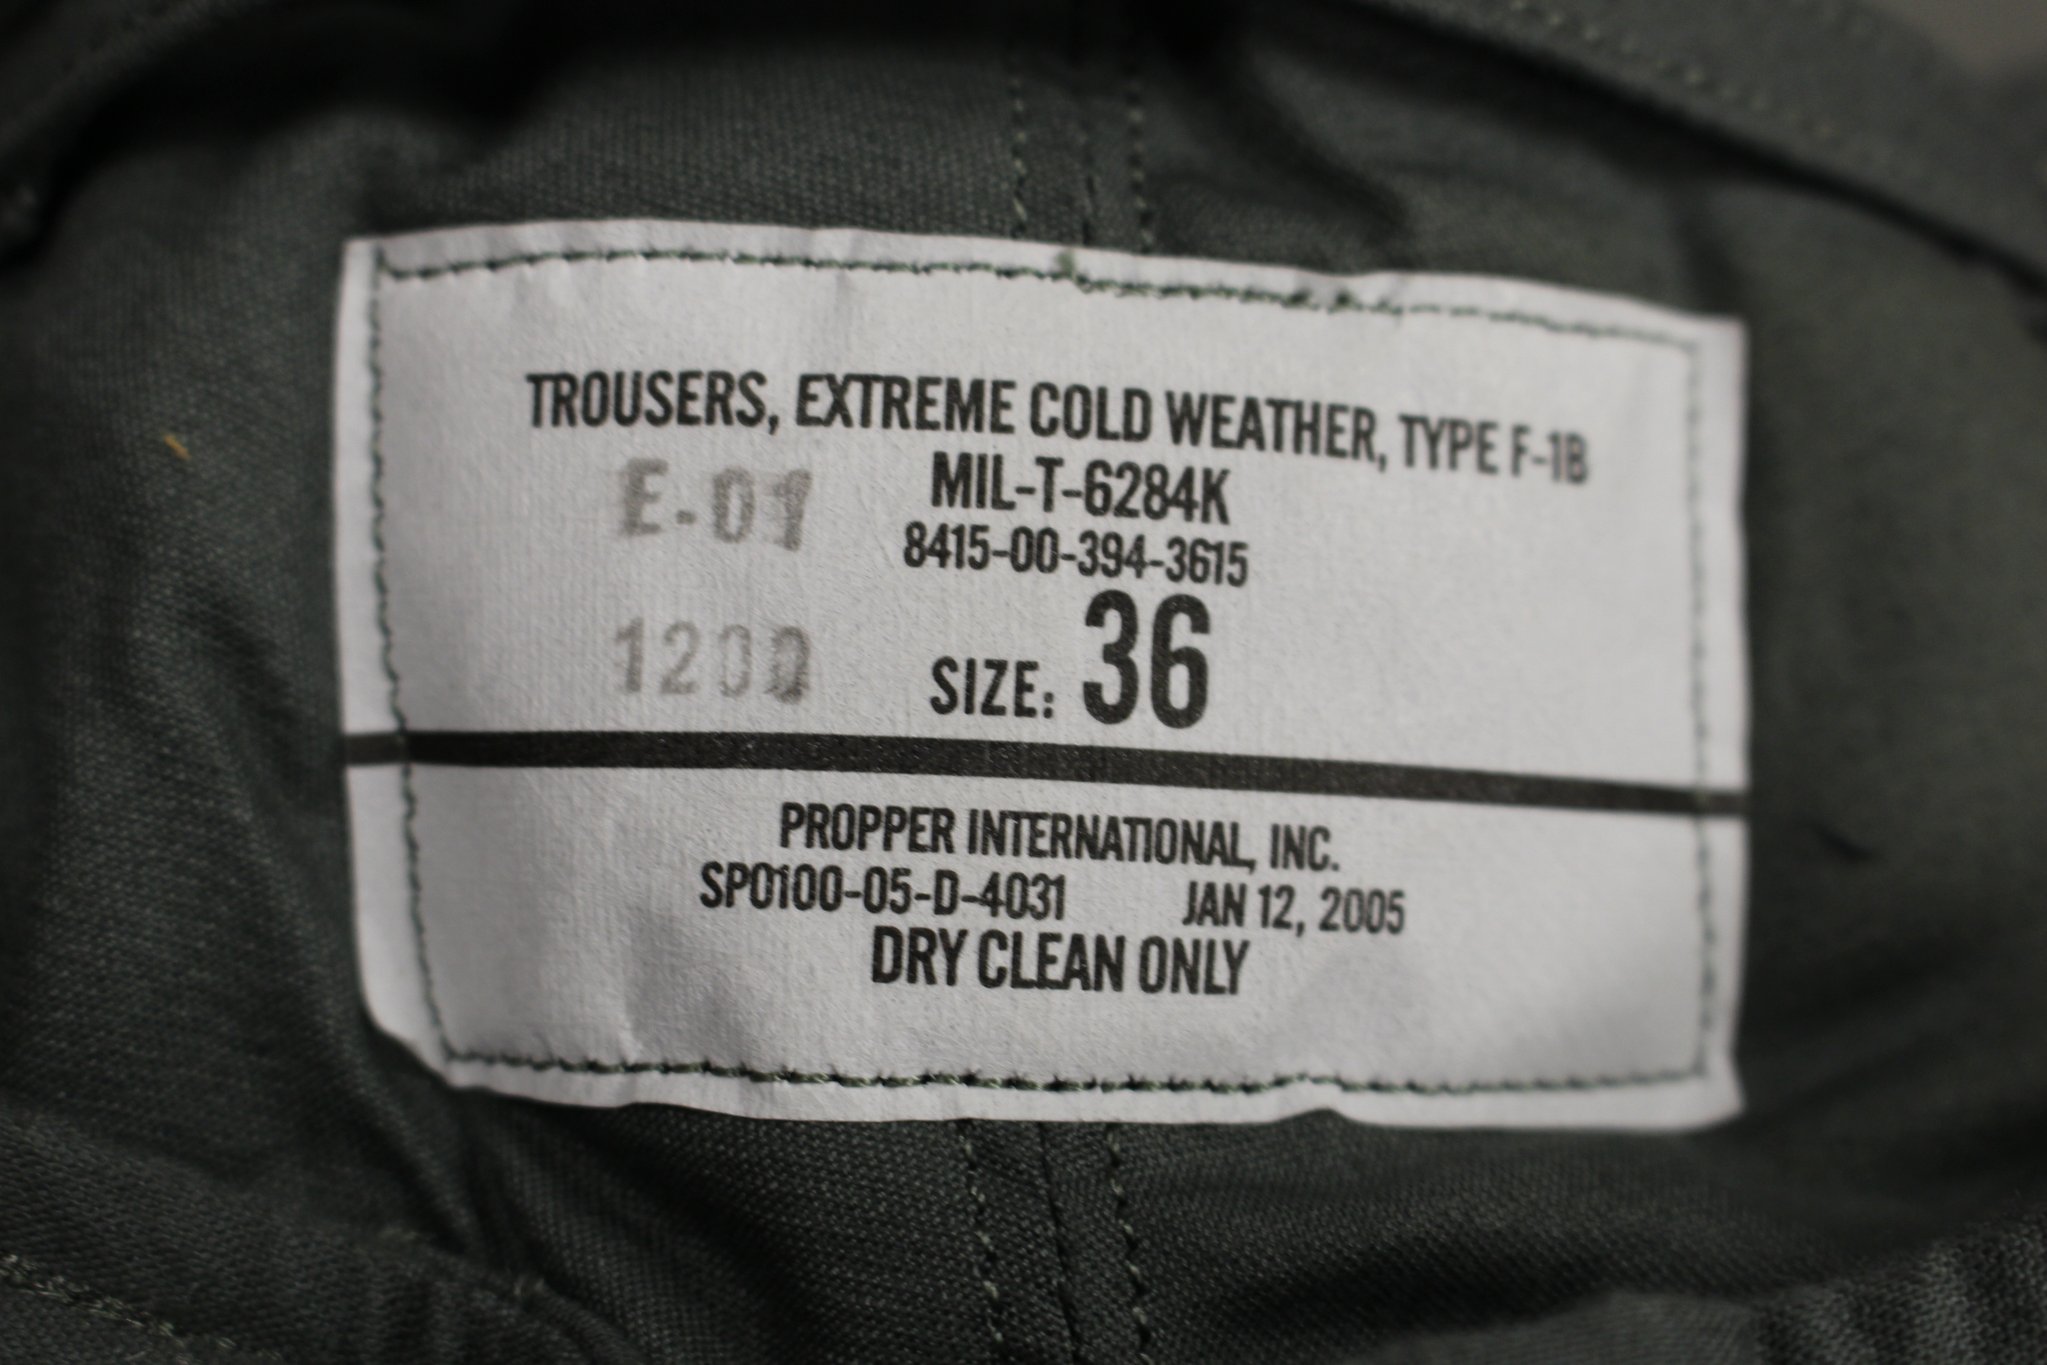 TROUSERS, EXTREME COLD WEATHER, TYPE F-1B
E-01 MIL-T-6284K
8415-00-394-3615
1200 SIZE: 36
PROPPER INTERNATIONAL, INC.
SP0100-05-D-4031 JAN 12, 2005
DRY CLEAN ONLY